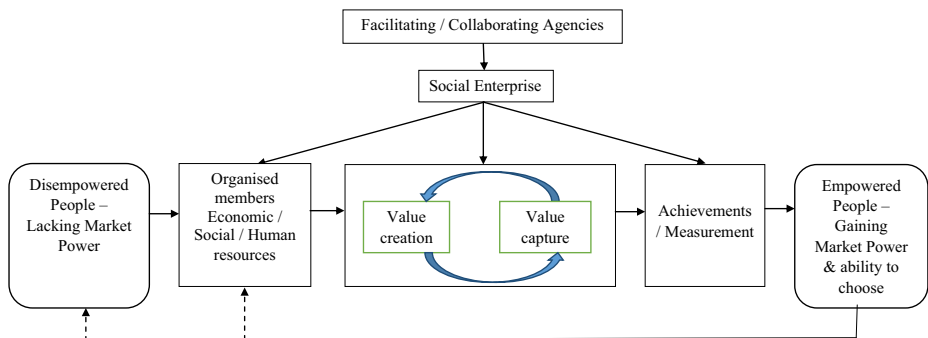 Facilitating / Collaborating Agencies
Social Enterprise
Disempowered
People –
Lacking Market
Power
Organised
members
Economic /
Social / Human
resources
Value
creation
Value
capture
Achievements
/ Measurement
Empowered
People –
Gaining
Market Power
& ability to
choose